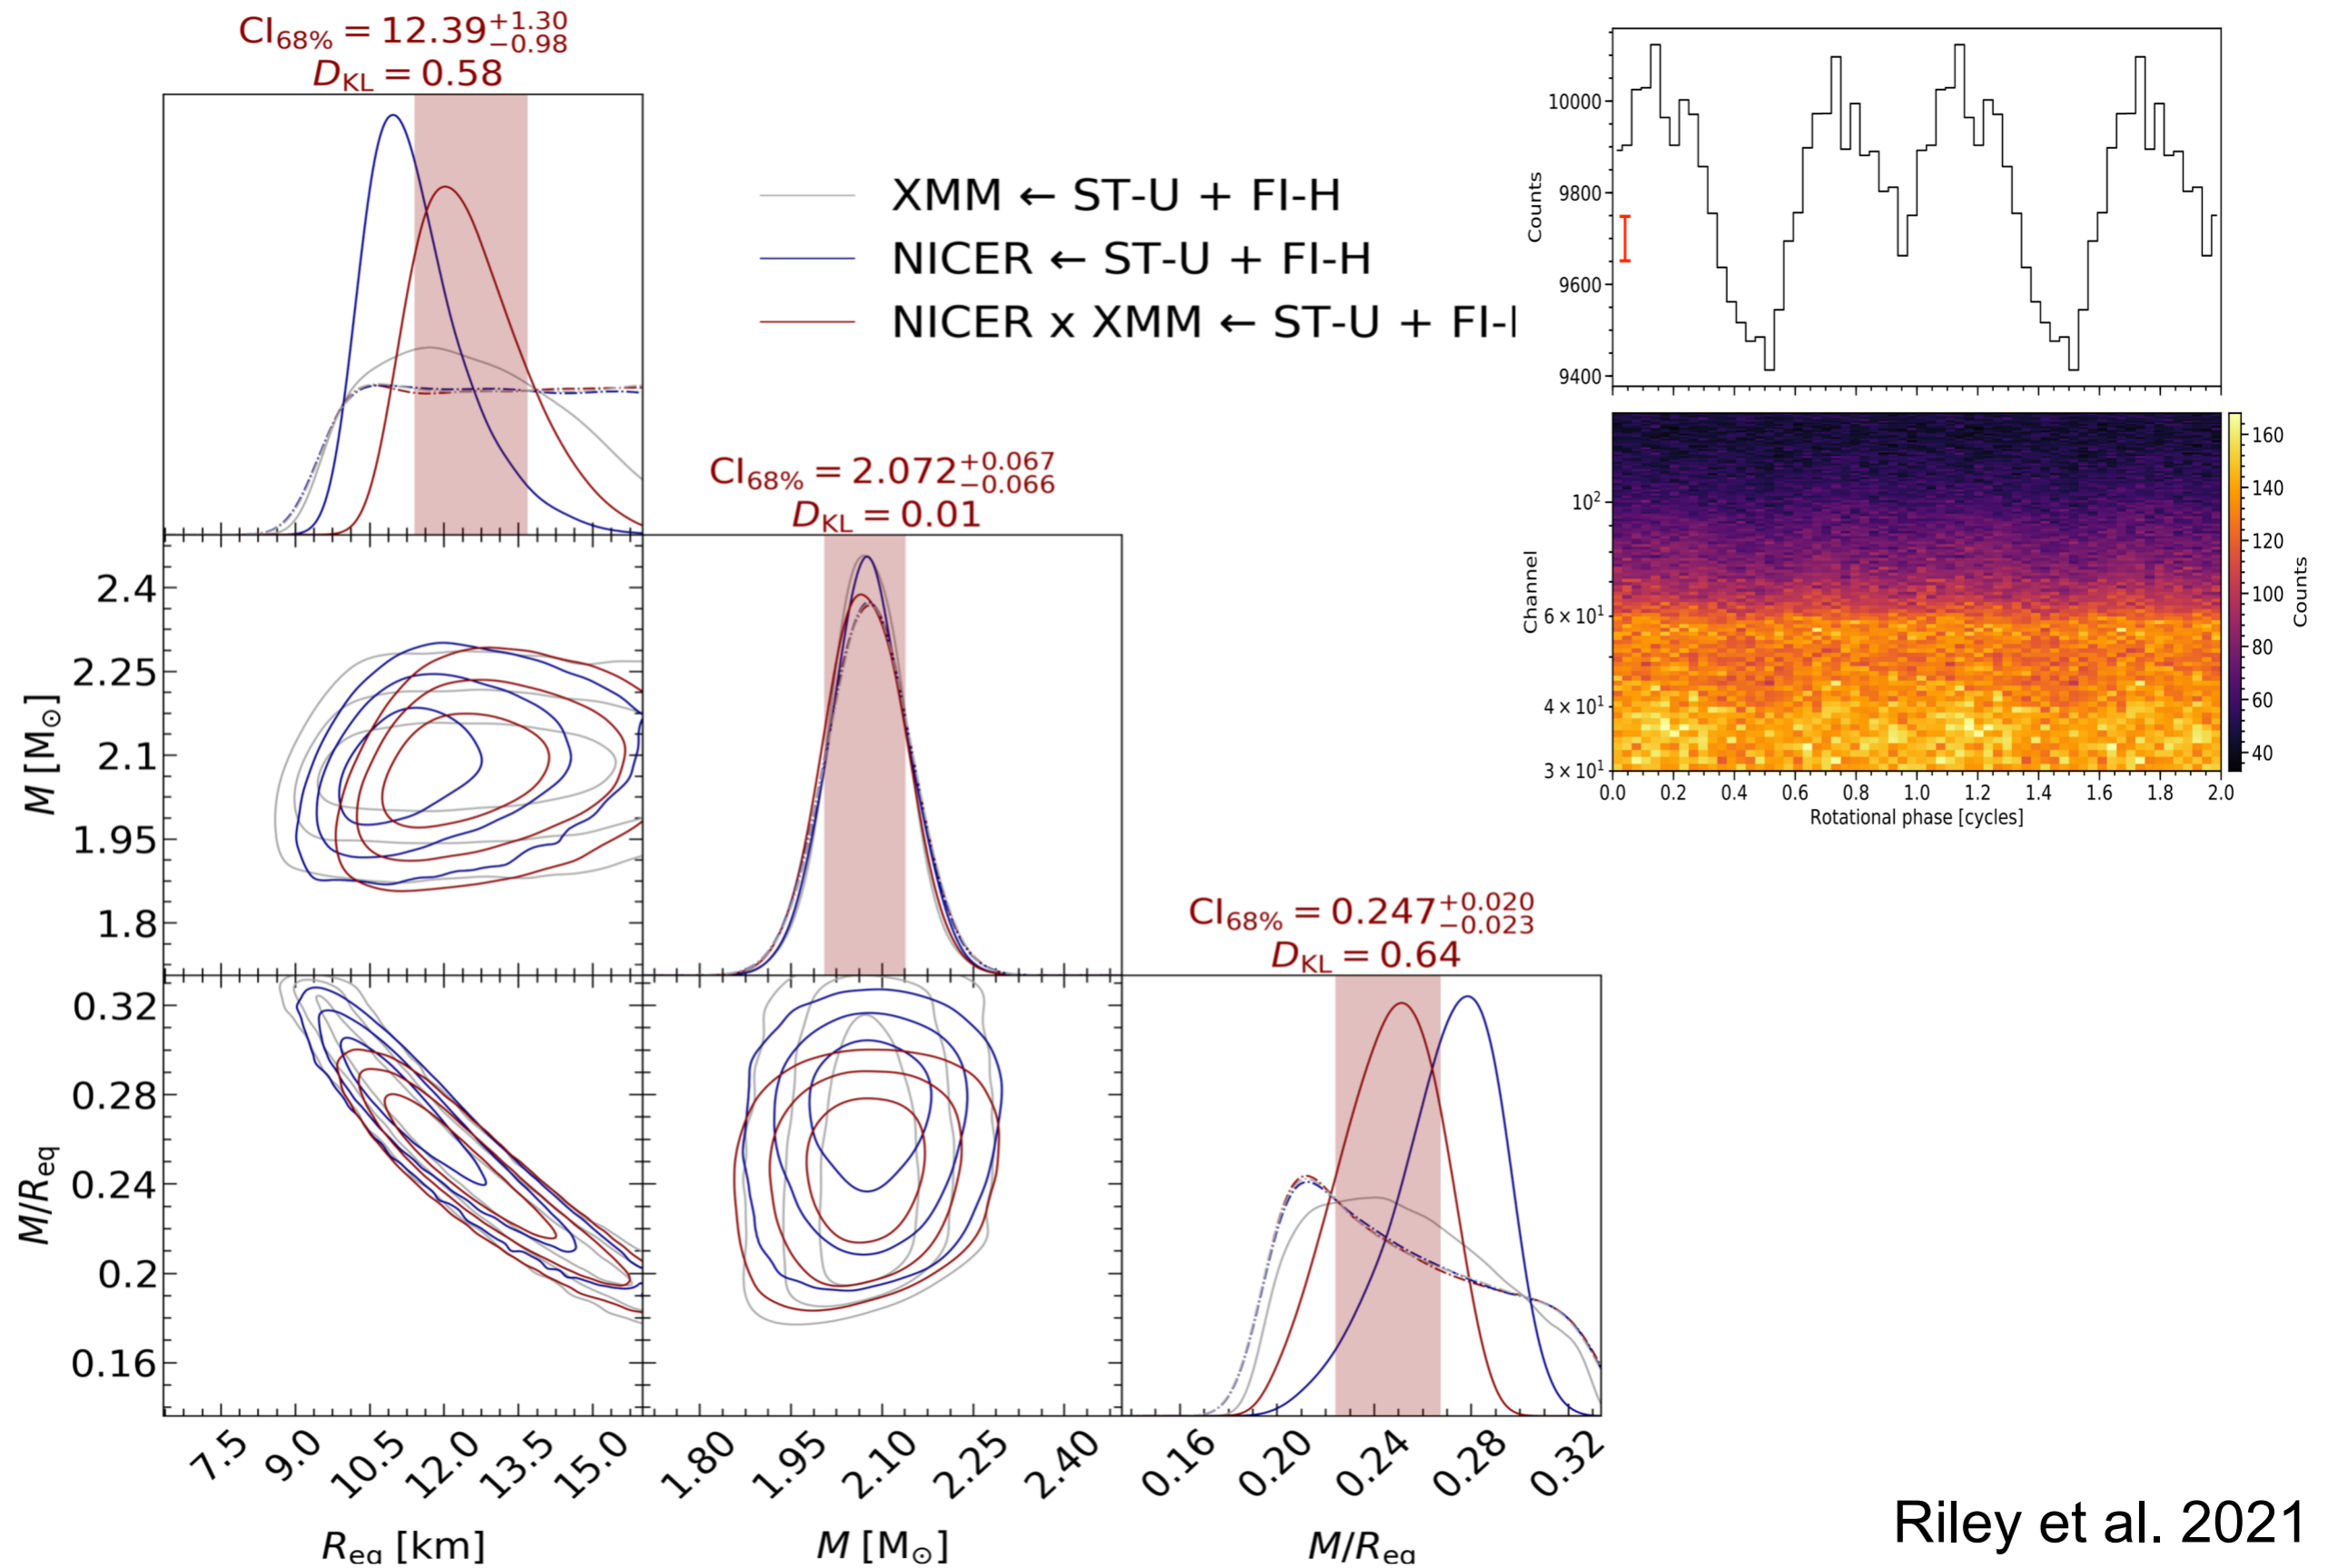 CI68% = 12.39 +1.30 −0.98
DKL = 0.58
XMM ← ST-U + FI-H
NICER ← ST-U + FI-H
NICER x XMM ← ST-U + FI-
CI68% = 2.072 +0.067 −0.066
DKL = 0.01
CI68% = 0.247 +0.020 −0.023
DKL = 0.64
2.4
2.25
2.1
1.95
1.8
M [M⊙]
0.32
0.28
0.24
0.2
0.16
M/Req
7.5 9.0 10.5 12.0 13.5 15.0
Req [km]
1.80 1.95 2.10 2.25 2.40
M [M⊙]
0.16 0.20 0.24 0.28 0.32
M/Req
10000
9800
9600
9400
Counts
10²
6 × 10¹
4 × 10¹
3 × 10¹
Channel
0.0 0.2 0.4 0.6 0.8 1.0 1.2 1.4 1.6 1.8 2.0
Rotational phase [cycles]
160
140
120
100
80
60
40
Counts
Riley et al. 2021